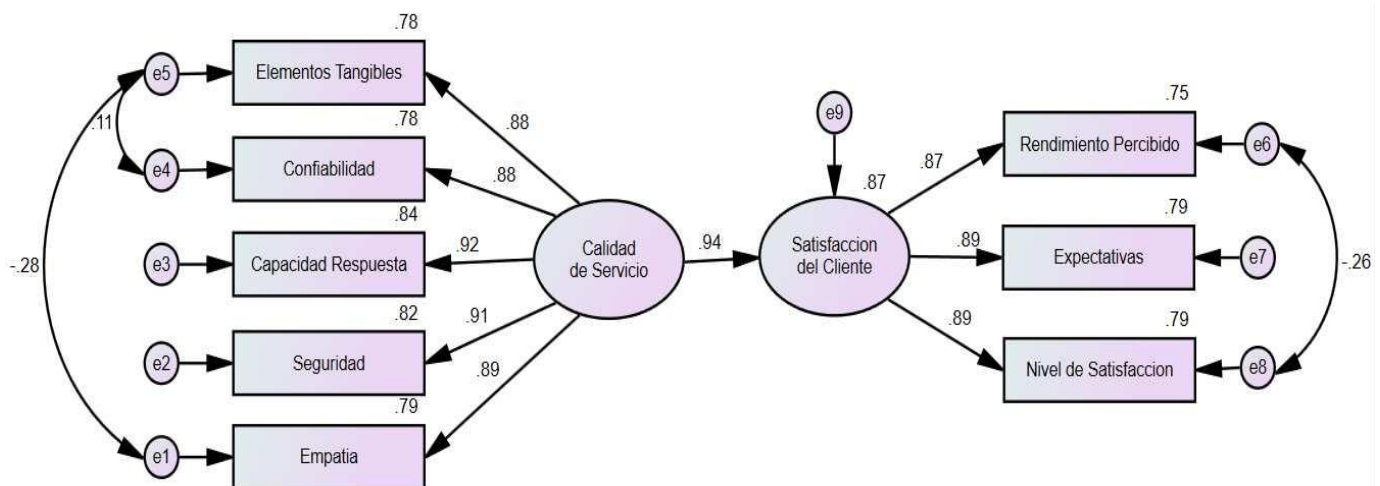 .78
e5
Elementos Tangibles
.11
.88
.78
e4
Confiabilidad
.88
.84
e3
Capacidad Respuesta
.92
-.28
.82
e2
Seguridad
.91
.79
e1
Empatia
.89
Calidad
de Servicio
.94
e9
.87
Satisfaccion
del Cliente
.75
Rendimiento Percibido
e6
.87
.79
Expectativas
e7
.89
-.26
.79
Nivel de Satisfaccion
e8
.89